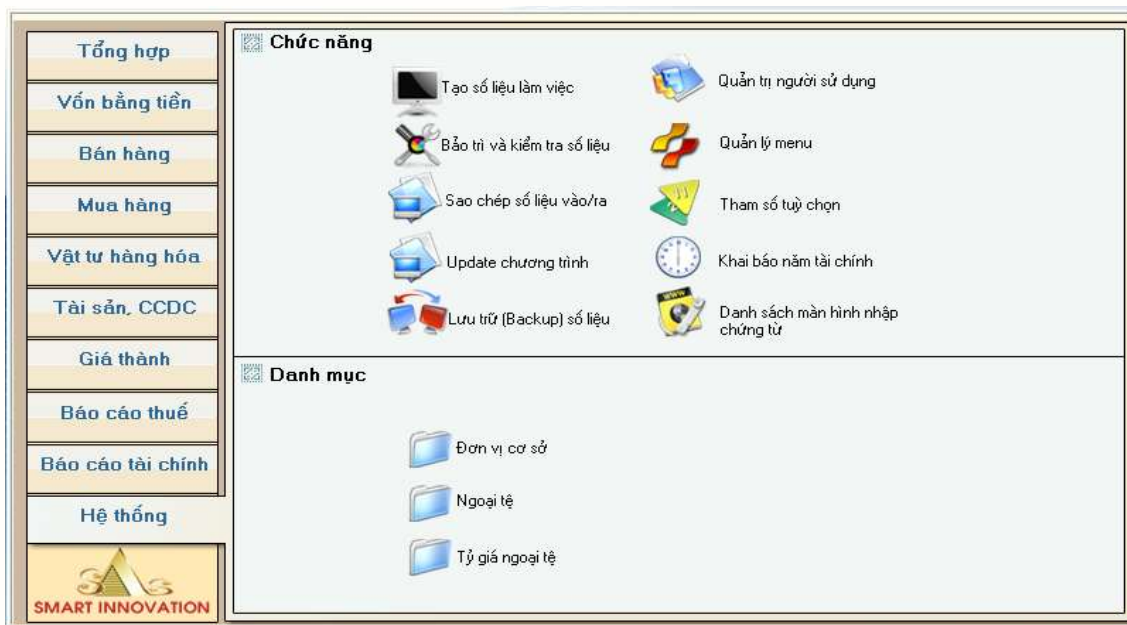 Tổng hợp
Vốn bằng tiền
Bán hàng
Mua hàng
Vật tư hàng hóa
Tài sản, CCDC
Giá thành
Báo cáo thuế
Báo cáo tài chính
Hệ thống
SAS
SMART INNOVATION
Chức năng
Tạo số liệu làm việc
Bảo trì và kiểm tra số liệu
Sao chép số liệu vào/ra
Update chương trình
Lưu trữ (Backup) số liệu
Quản trị người sử dụng
Quản lý menu
Tham số tuỳ chọn
Khai báo năm tài chính
WWW
Danh sách màn hình nhập
chứng từ
Danh mục
Đơn vị cơ sở
Ngoại tệ
Tỷ giá ngoại tệ